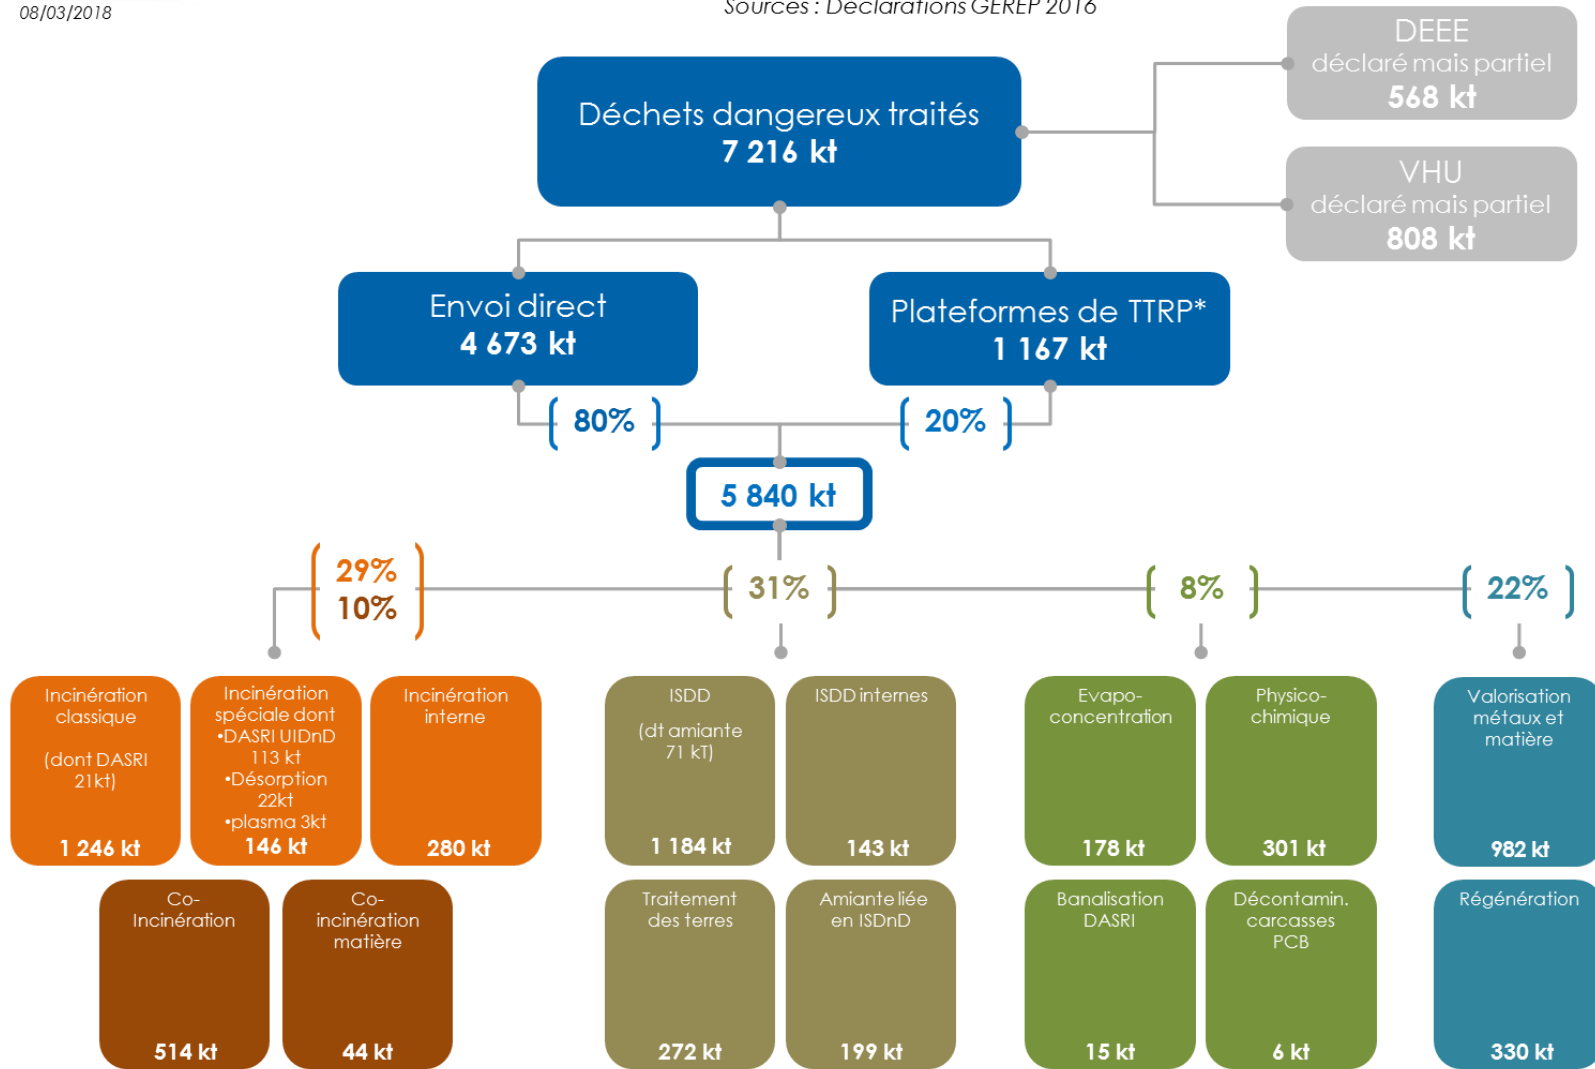 08/03/2018
Sources : Déclarations GEREP 2016
DEEE
déclaré mais partiel
568 kt
Déchets dangereux traités
7 216 kt
VHU
déclaré mais partiel
808 kt
Envoi direct
4 673 kt
Plateformes de TTRP*
1 167 kt
80%
20%
5 840 kt
29%
10%
31%
8%
22%
Incinération
classique
(dont DASRI
21kt)
1 246 kt
Incinération
spéciale dont
•DASRI UIDnD
113 kt
•Désorption
22kt
•plasma 3kt
146 kt
Incinération
interne
280 kt
ISDD
(dt amiante
71 kT)
1 184 kt
ISDD internes
143 kt
Evapo-
concentration
178 kt
Physico-
chimique
301 kt
Valorisation
métaux et
matière
982 kt
Co-
Incinération
514 kt
Co-
incinération
matière
44 kt
Traitement
des terres
272 kt
Amiante liée
en ISDnD
199 kt
Banalisation
DASRI
15 kt
Décontamin.
carcasses
PCB
6 kt
Régénération
330 kt